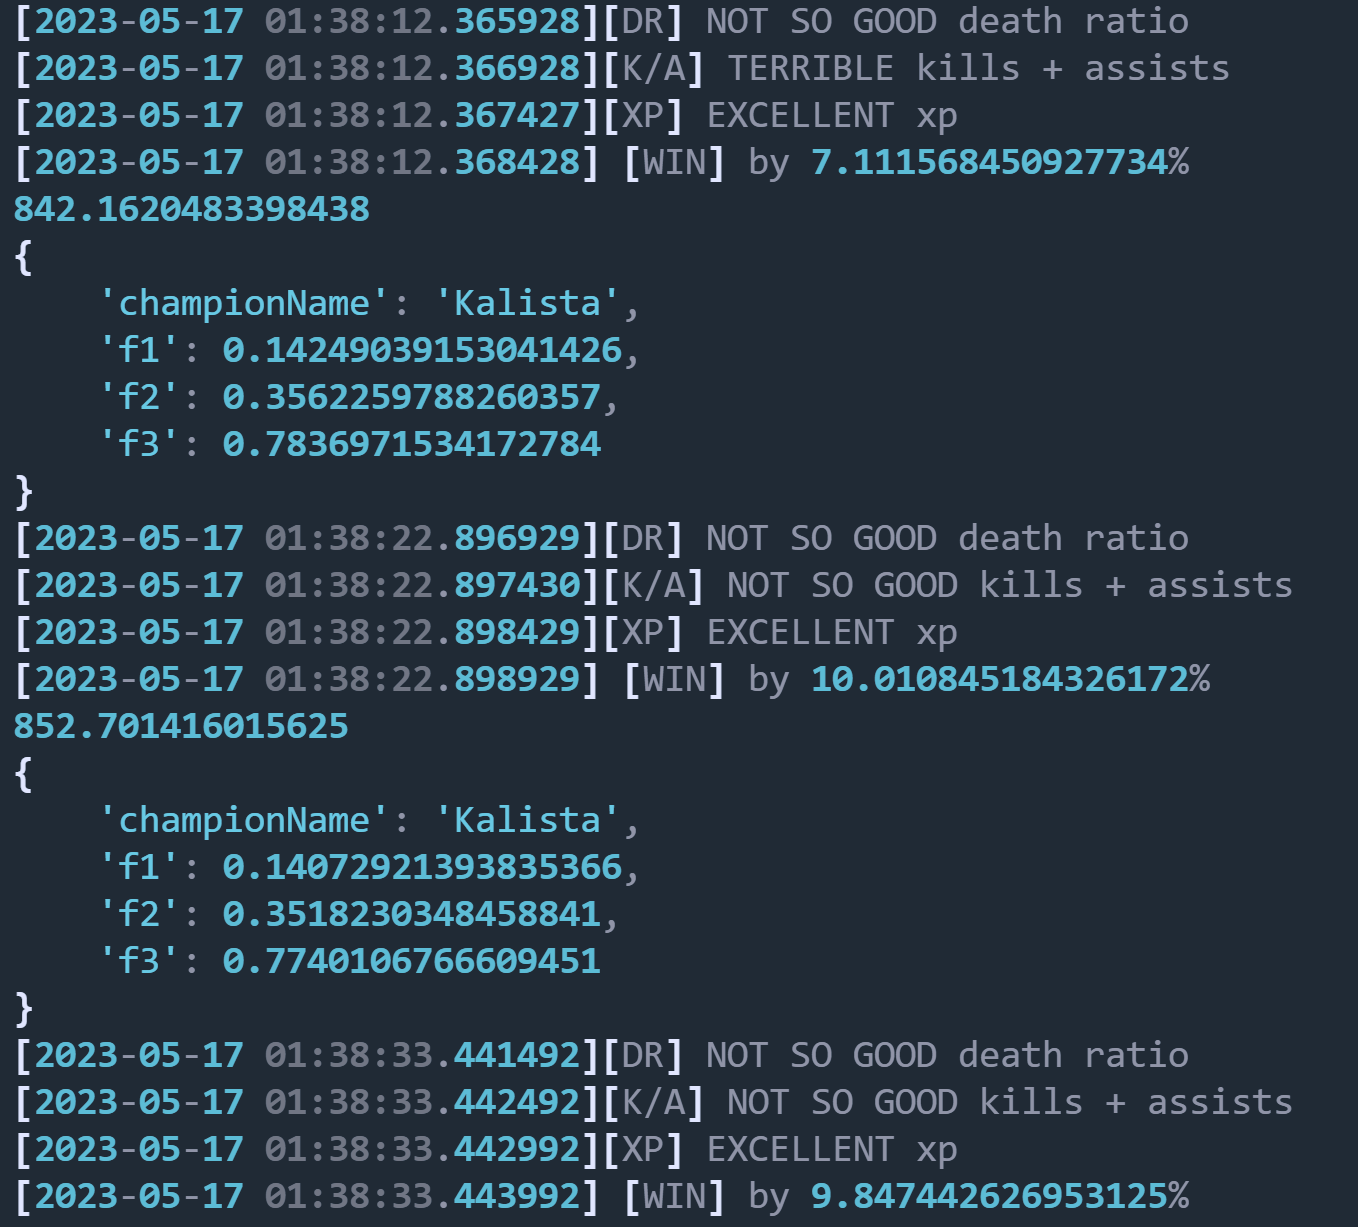 [2023-05-17 01:38:12.365928][DR] NOT SO GOOD death ratio
[2023-05-17 01:38:12.366928][K/A] TERRIBLE kills + assists
[2023-05-17 01:38:12.367427][XP] EXCELLENT xp
[2023-05-17 01:38:12.368428] [WIN] by 7.111568450927734%
842.1620483398438
{
    'championName': 'Kalista',
    'f1': 0.14249039153041426,
    'f2': 0.3562259788260357,
    'f3': 0.7836971534172784
}
[2023-05-17 01:38:22.896929][DR] NOT SO GOOD death ratio
[2023-05-17 01:38:22.897430][K/A] NOT SO GOOD kills + assists
[2023-05-17 01:38:22.898429][XP] EXCELLENT xp
[2023-05-17 01:38:22.898929] [WIN] by 10.010845184326172%
852.701416015625
{
    'championName': 'Kalista',
    'f1': 0.14072921393835366,
    'f2': 0.3518230348458841,
    'f3': 0.7740106766609451
}
[2023-05-17 01:38:33.441492][DR] NOT SO GOOD death ratio
[2023-05-17 01:38:33.442492][K/A] NOT SO GOOD kills + assists
[2023-05-17 01:38:33.442992][XP] EXCELLENT xp
[2023-05-17 01:38:33.443992] [WIN] by 9.847442626953125%